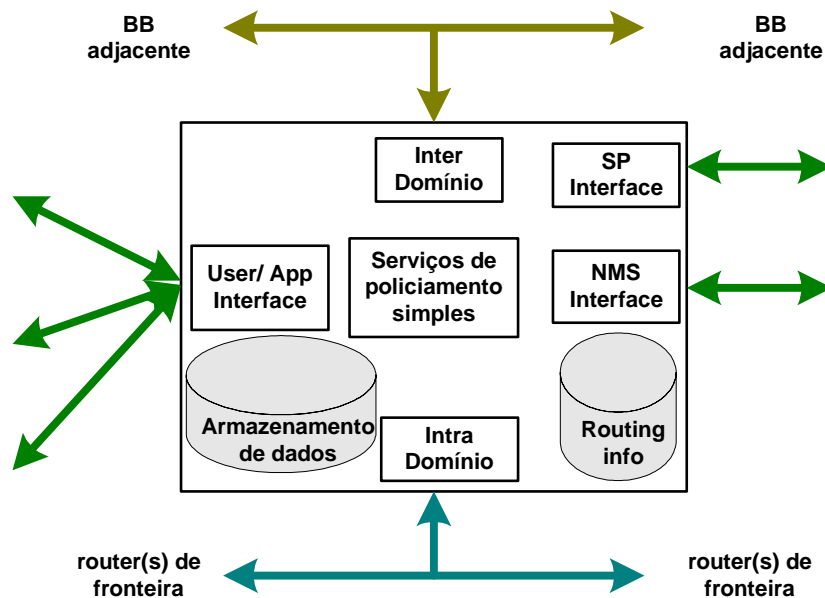 BB
adjacente
BB
adjacente
Inter
Domínio
SP
Interface
User/ App
Interface
Serviços de
policiamento
simples
NMS
Interface
Armazenamento
de dados
Intra
Domínio
Routing
info
router(s) de
fronteira
router(s) de
fronteira